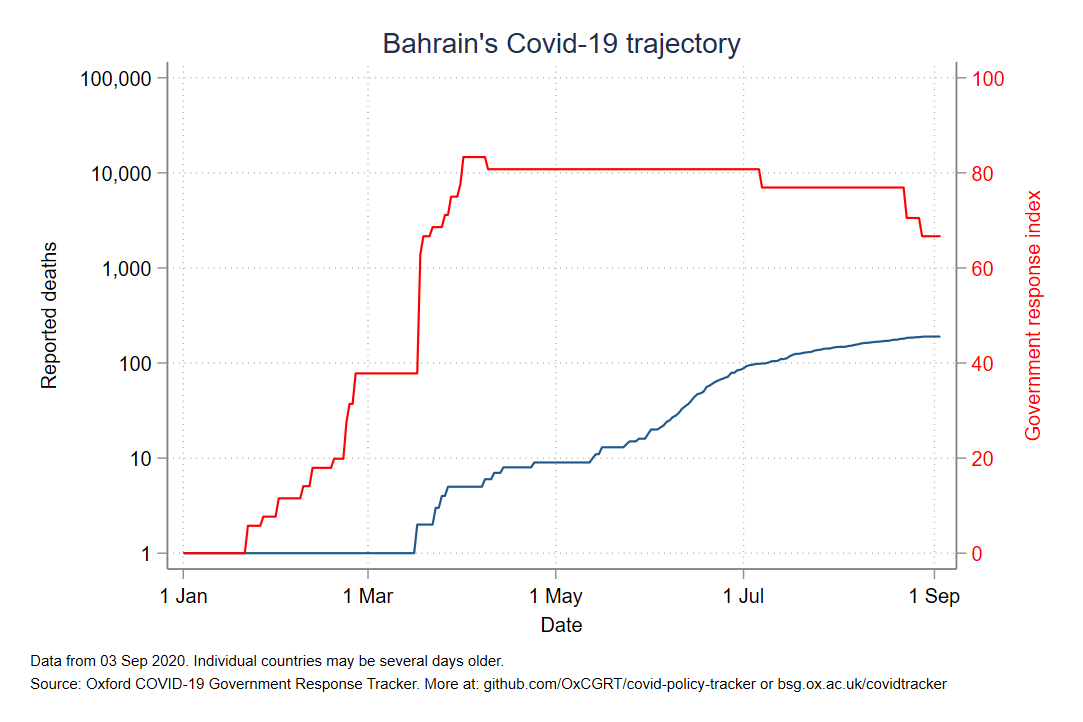 Bahrain's Covid-19 trajectory
100,000
10,000
1,000
100
10
1
Reported deaths
100
80
60
40
20
0
Government response index
1 Jan
1 Mar
1 May
1 Jul
1 Sep
Date
Data from 03 Sep 2020. Individual countries may be several days older.
Source: Oxford COVID-19 Government Response Tracker. More at: github.com/OxCGRT/covid-policy-tracker or bsg.ox.ac.uk/covidtracker